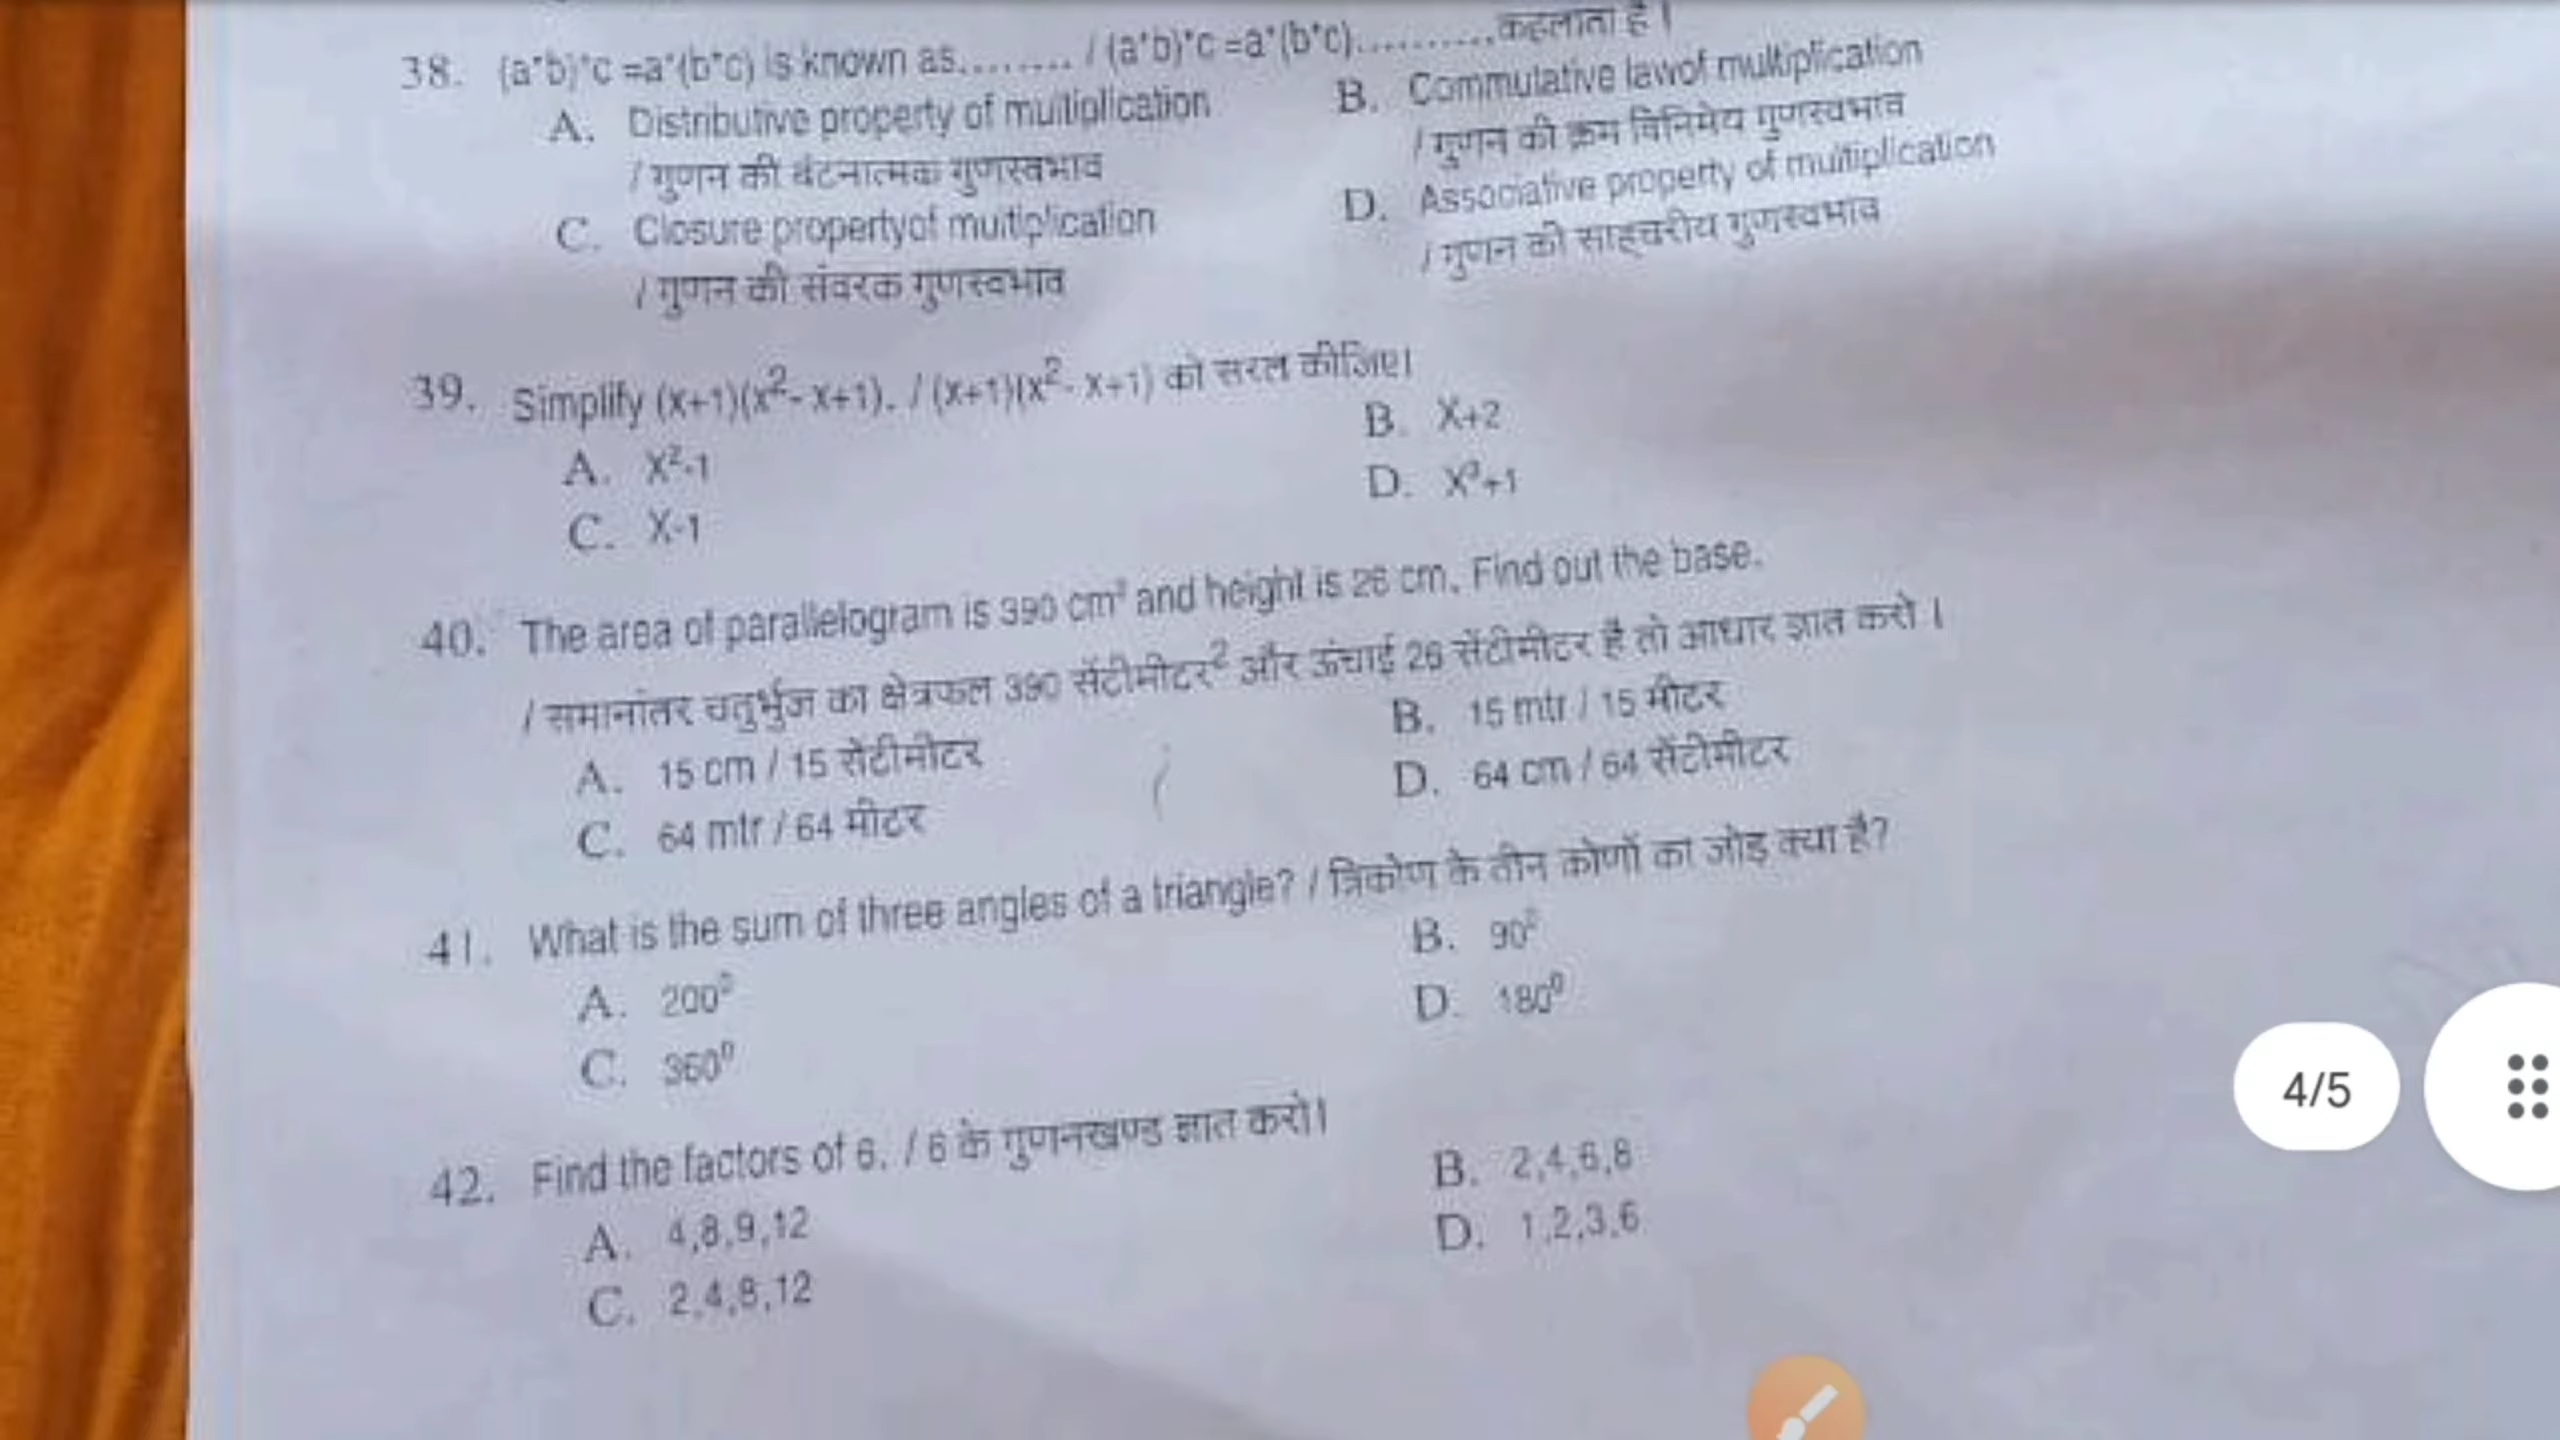 38. (a*b)*c =a*(b*c) is known as......... / (a*b)*c =a*(b*c)...........कहलाता है।
A. Distributive property of multiplication
/ गुणन की बंटनात्मक गुणस्वभाव
B. Commulative lawof multiplication
/ गुणन की क्रम विनिमेय गुणस्वभाव
C. Closure propertyof multiplication
/ गुणन की संवरक गुणस्वभाव
D. Associative property of multiplication
/ गुणन की साहचरीय गुणस्वभाव
39. Simplify (x+1)(x²- x+1). / (x+1)(x²- x+1) को सरल कीजिए।
A. X²-1
B. X+2
C. X-1
D. X³+1
40. The area of parallelogram is 390 cm² and height is 26 cm. Find out the base.
/ समानांतर चतुर्भुज का क्षेत्रफल 390 सेंटीमीटर² और ऊंचाई 26 सेंटीमीटर है तो आधार ज्ञात करो ।
A. 15 cm / 15 सेंटीमीटर
B. 15 mtr / 15 मीटर
C. 64 mtr / 64 मीटर
D. 64 cm / 64 सेंटीमीटर
41. What is the sum of three angles of a triangle? / त्रिकोण के तीन कोणों का जोड़ क्या है?
A. 200⁰
B. 90⁰
C. 360⁰
D. 180⁰
42. Find the factors of 6. / 6 के गुणनखण्ड ज्ञात करो।
A. 4,8,9,12
B. 2,4,6,8
C. 2,4,8,12
D. 1,2,3,6
4/5